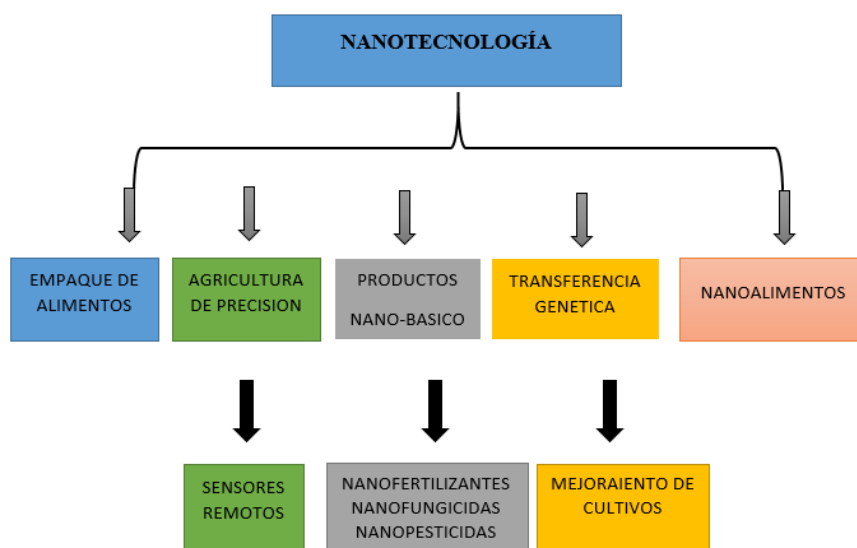 NANOTECNOLOGÍA
EMPAQUE DE
ALIMENTOS
AGRICULTURA
DE PRECISION
PRODUCTOS
NANO-BASICO
TRANSFERENCIA
GENETICA
NANOALIMENTOS
SENSORES
REMOTOS
NANOFERTILIZANTES
NANOFUNGICIDAS
NANOPESTICIDAS
MEJORAIENTO DE
CULTIVOS